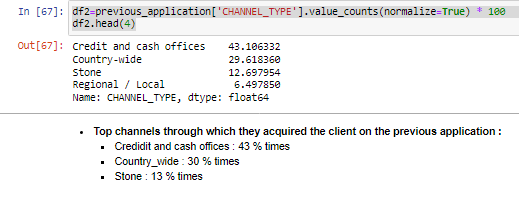 In [67]: df2=previous_application['CHANNEL_TYPE'].value_counts(normalize=True) * 100
df2.head(4)
Out[67]: Credit and cash offices 43.106332
Country-wide 29.618360
Stone 12.697954
Regional / Local 6.497850
Name: CHANNEL_TYPE, dtype: float64
• Top channels through which they acquired the client on the previous application :
▪ Credidit and cash offices : 43 % times
▪ Country_wide : 30 % times
▪ Stone : 13 % times